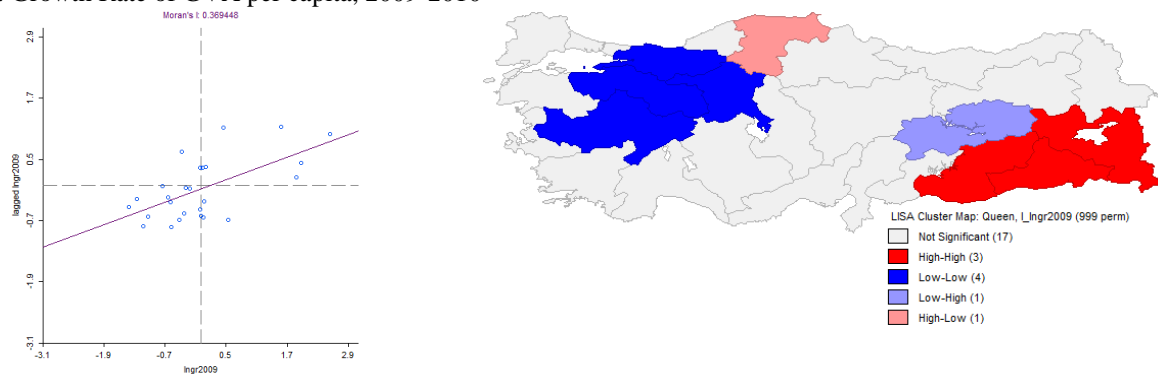 Growth Rate of GVA per capita, 2009-2010
Moran's I: 0.369448
2.9
1.7
0.5
-0.7
-1.9
-3.1
lagged lngr2009
-3.1 -1.9 -0.7 0.5 1.7 2.9
lngr2009
LISA Cluster Map: Queen, I_lngr2009 (999 perm)
Not Significant (17)
High-High (3)
Low-Low (4)
Low-High (1)
High-Low (1)